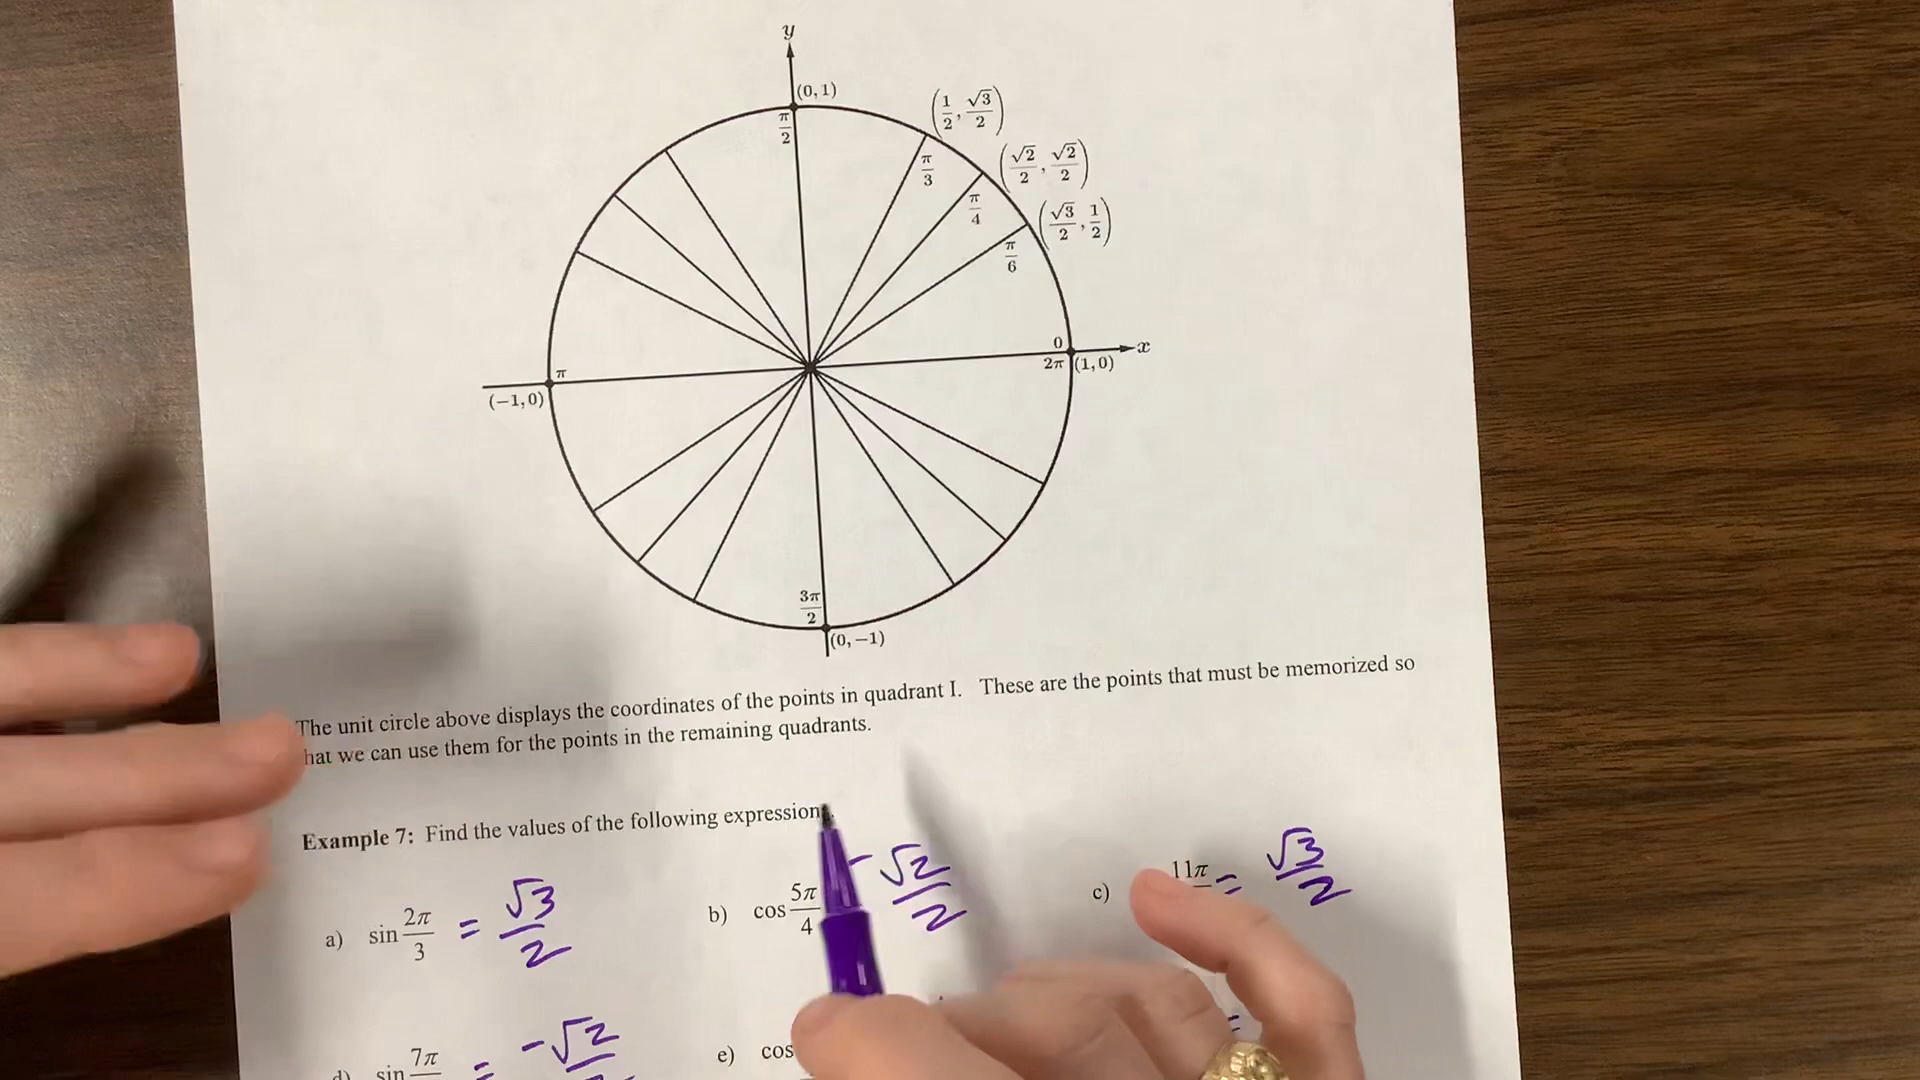 y
(0, 1)
π/2
(1/2, √3/2)
π/3
(√2/2, √2/2)
π/4
(√3/2, 1/2)
π/6
0
x
2π
(1, 0)
π
(−1, 0)
3π/2
(0, −1)
The unit circle above displays the coordinates of the points in quadrant I. These are the points that must be memorized so
hat we can use them for the points in the remaining quadrants.
Example 7: Find the values of the following expression
a) sin 2π/3 = √3/2
b) cos 5π/4 -√2/2
c) 11π = √3/2
d) sin 7π = -√2
e) cos
=